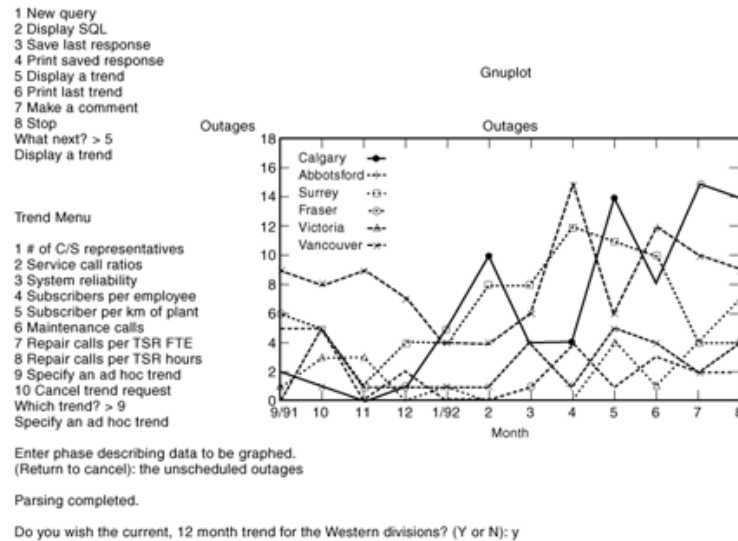 1 New query
2 Display SQL
3 Save last response
4 Print saved response
5 Display a trend
6 Print last trend
7 Make a comment
8 Stop
What next? > 5
Display a trend
Trend Menu
1 # of C/S representatives
2 Service call ratios
3 System reliability
4 Subscribers per employee
5 Subscriber per km of plant
6 Maintenance calls
7 Repair calls per TSR FTE
8 Repair calls per TSR hours
9 Specify an ad hoc trend
10 Cancel trend request
Which trend? > 9
Specify an ad hoc trend
Enter phase describing data to be graphed.
(Return to cancel): the unscheduled outages
Parsing completed.
Do you wish the current, 12 month trend for the Western divisions? (Y or N): y
Gnuplot
Outages
Outages
18
16
14
12
10
8
6
4
2
0
Calgary
Abbotsford
Surrey
Fraser
Victoria
Vancouver
9/91 10 11 12 1/92 2 3 4 5 6 7 8
Month